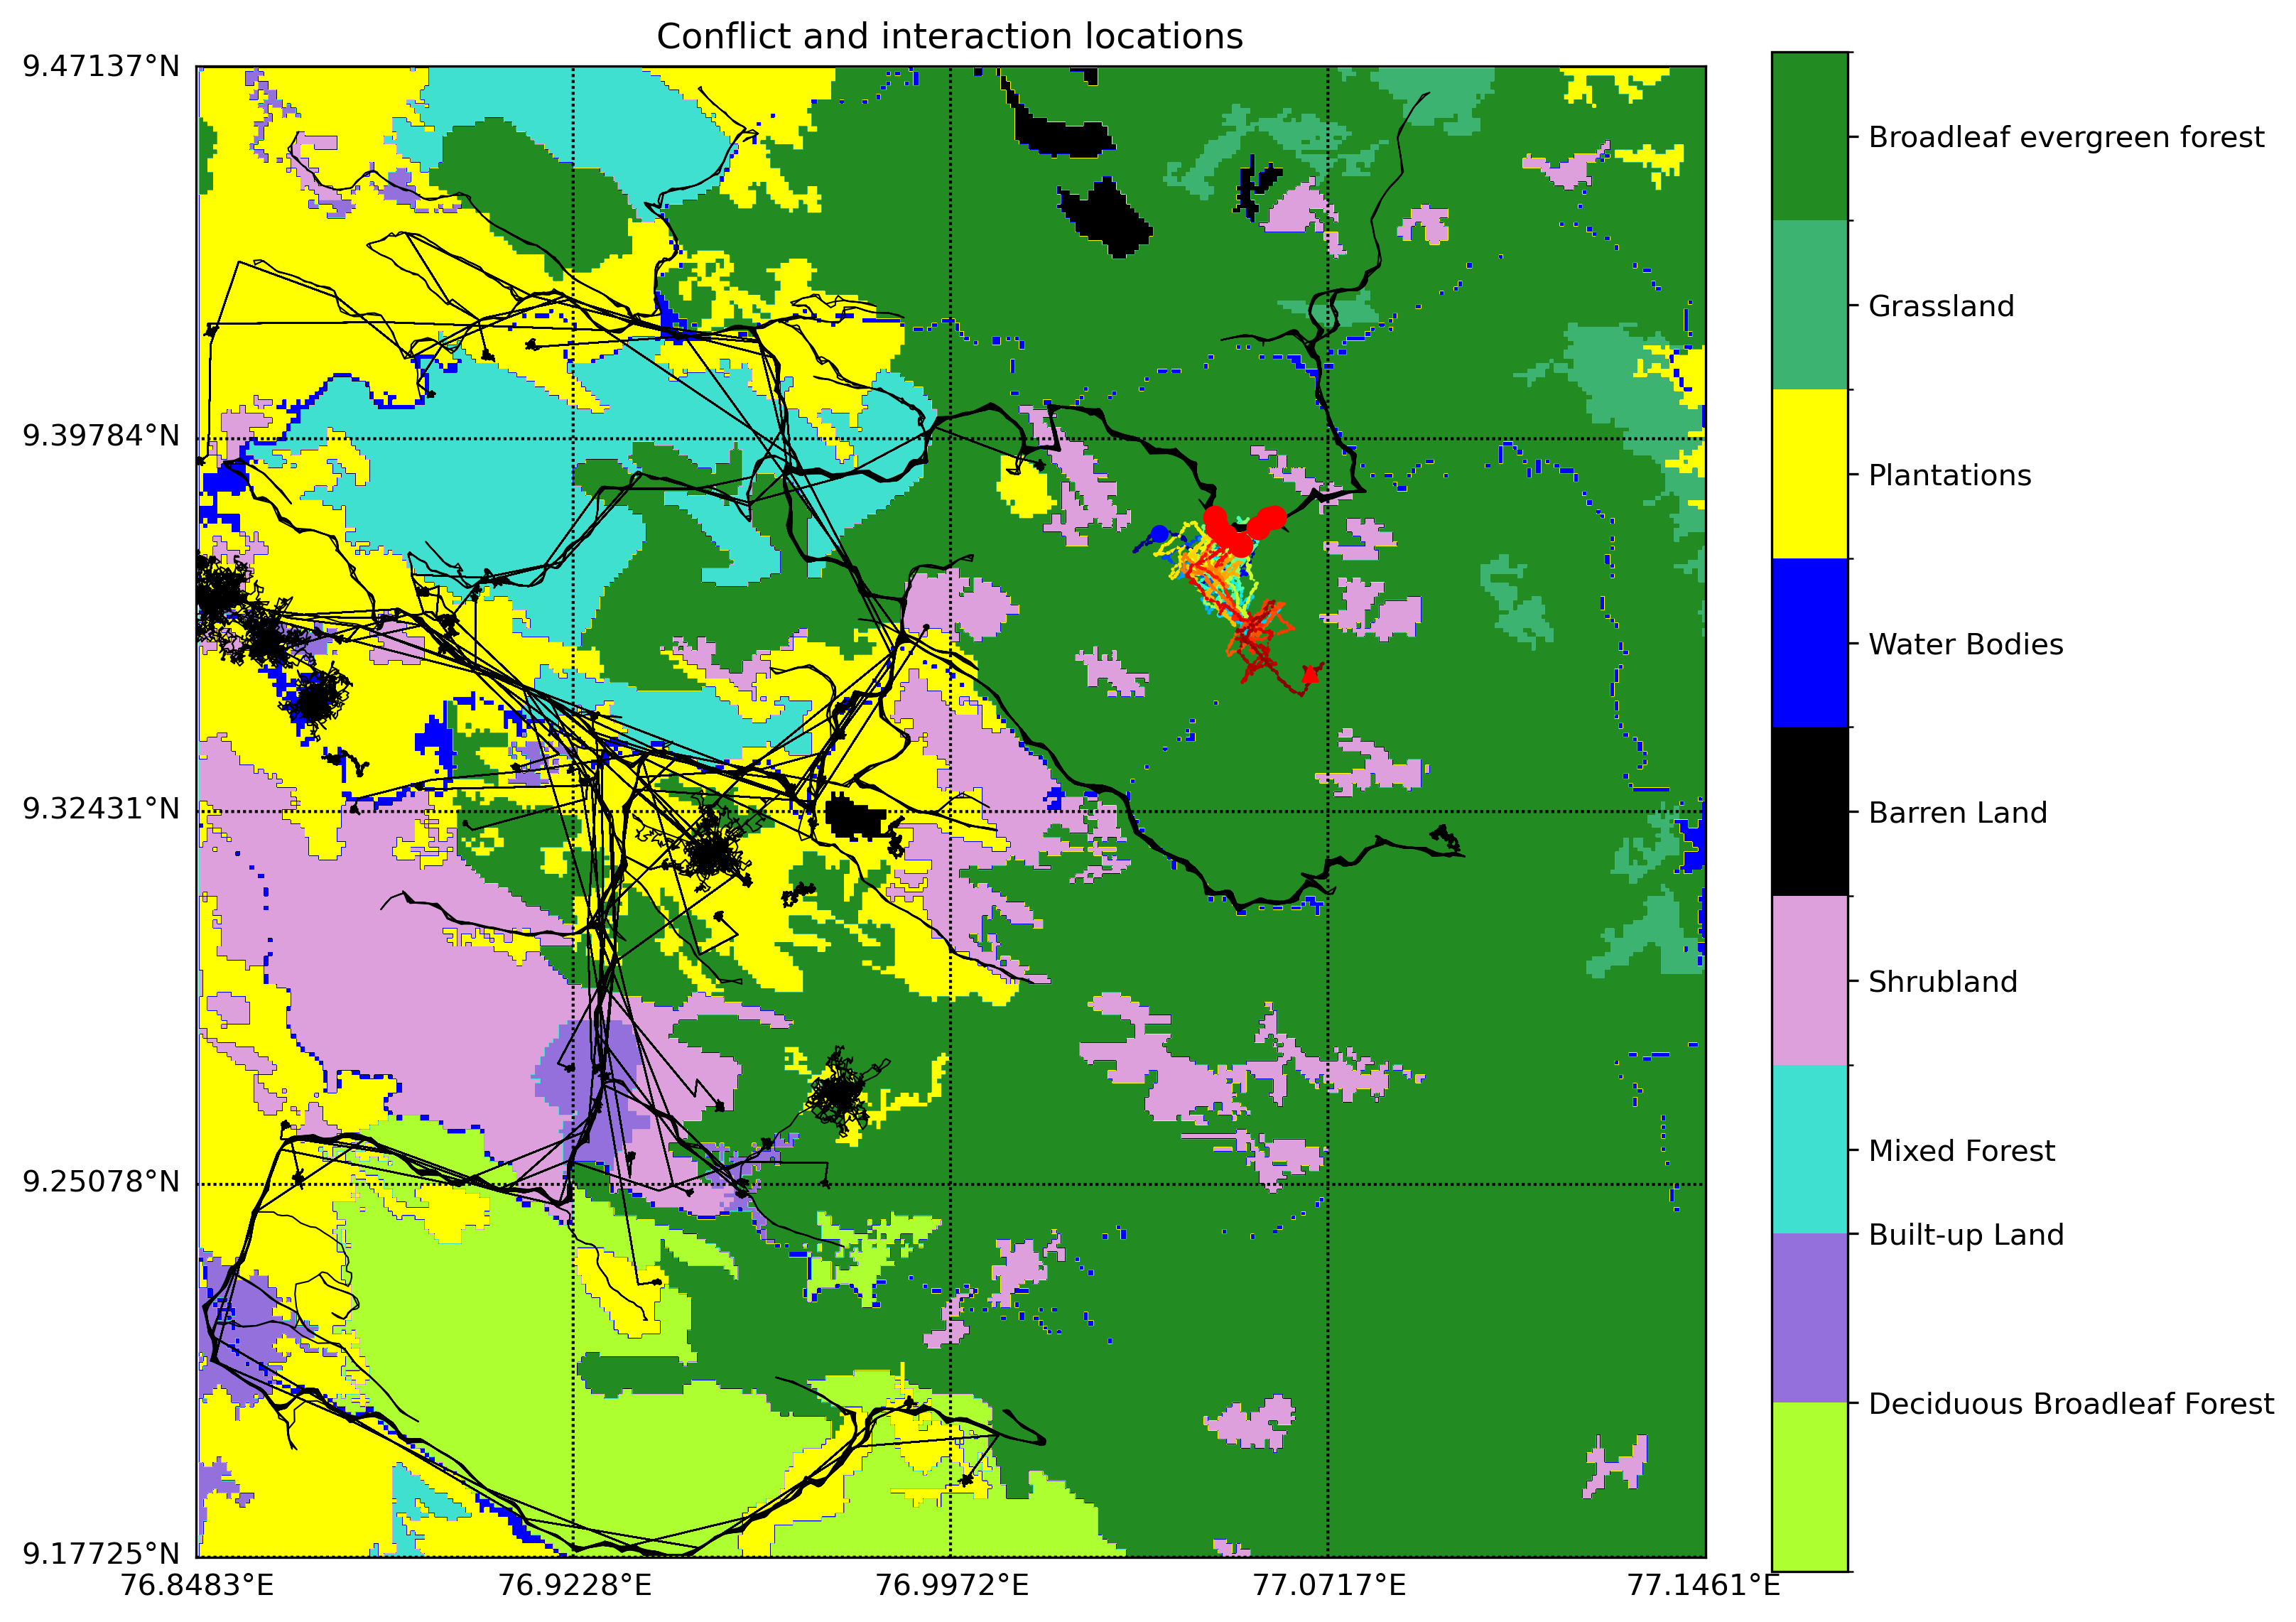 Conflict and interaction locations
9.47137°N
9.39784°N
9.32431°N
9.25078°N
9.17725°N
76.8483°E
76.9228°E
76.9972°E
77.0717°E
77.1461°E
Broadleaf evergreen forest
Grassland
Plantations
Water Bodies
Barren Land
Shrubland
Mixed Forest
Built-up Land
Deciduous Broadleaf Forest